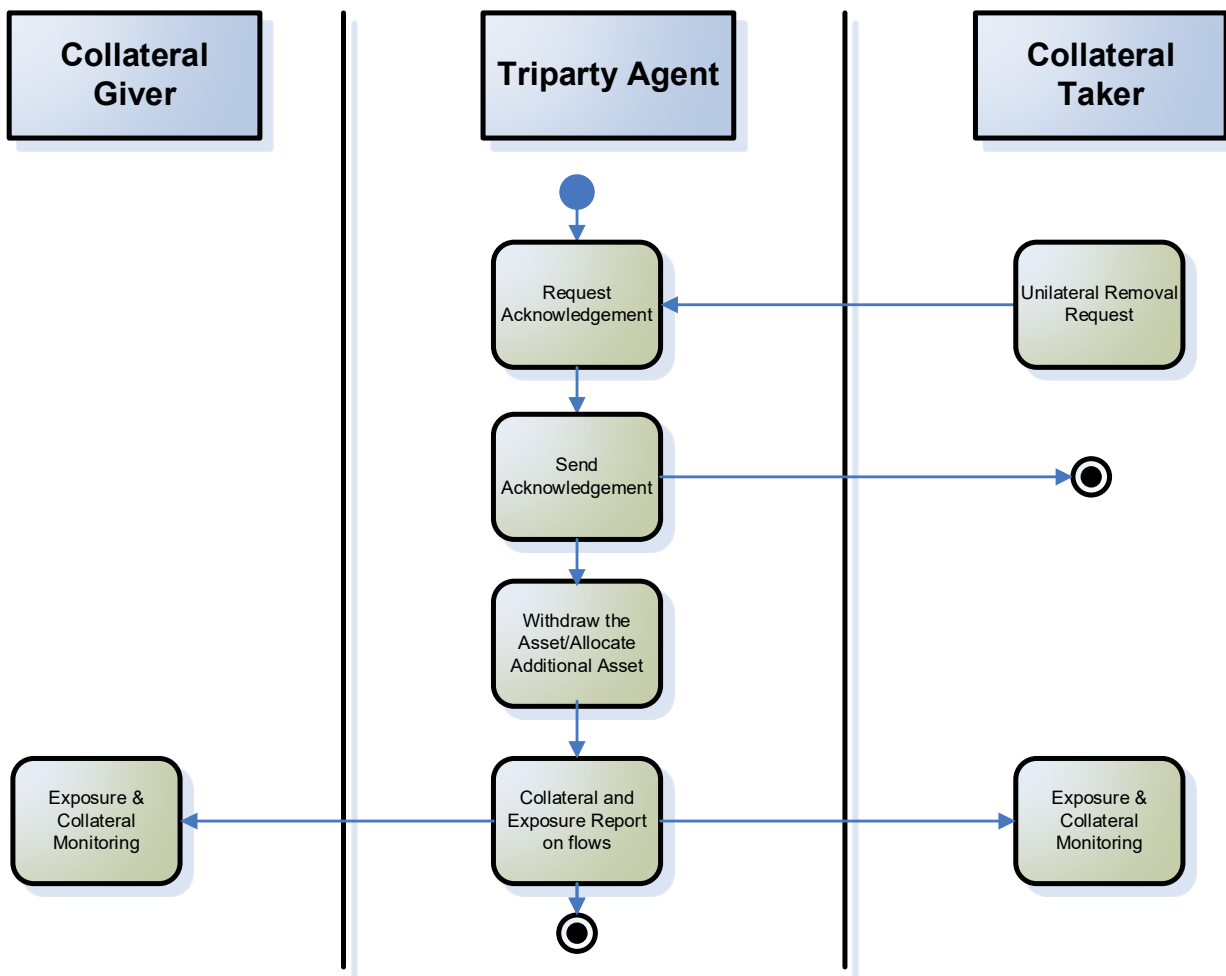 Collateral
Giver
Triparty Agent
Collateral
Taker
Request
Acknowledgement
Unilateral Removal
Request
Send
Acknowledgement
Withdraw the
Asset/Allocate
Additional Asset
Exposure &
Collateral
Monitoring
Collateral and
Exposure Report
on flows
Exposure &
Collateral
Monitoring